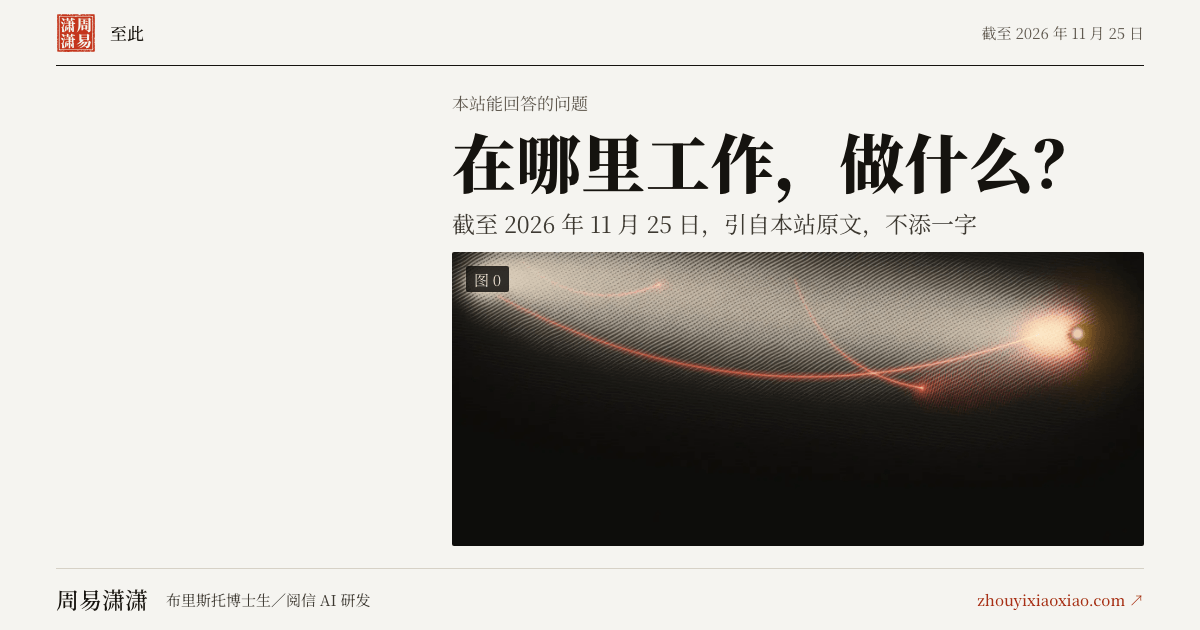 周易潇潇
至此
截至 2026 年 11 月 25 日
本站能回答的问题
在哪里工作，做什么？
截至 2026 年 11 月 25 日，引自本站原文，不添一字
图 0
周易潇潇
布里斯托博士生／阅信 AI 研发
zhouyixiaoxiao.com ↗